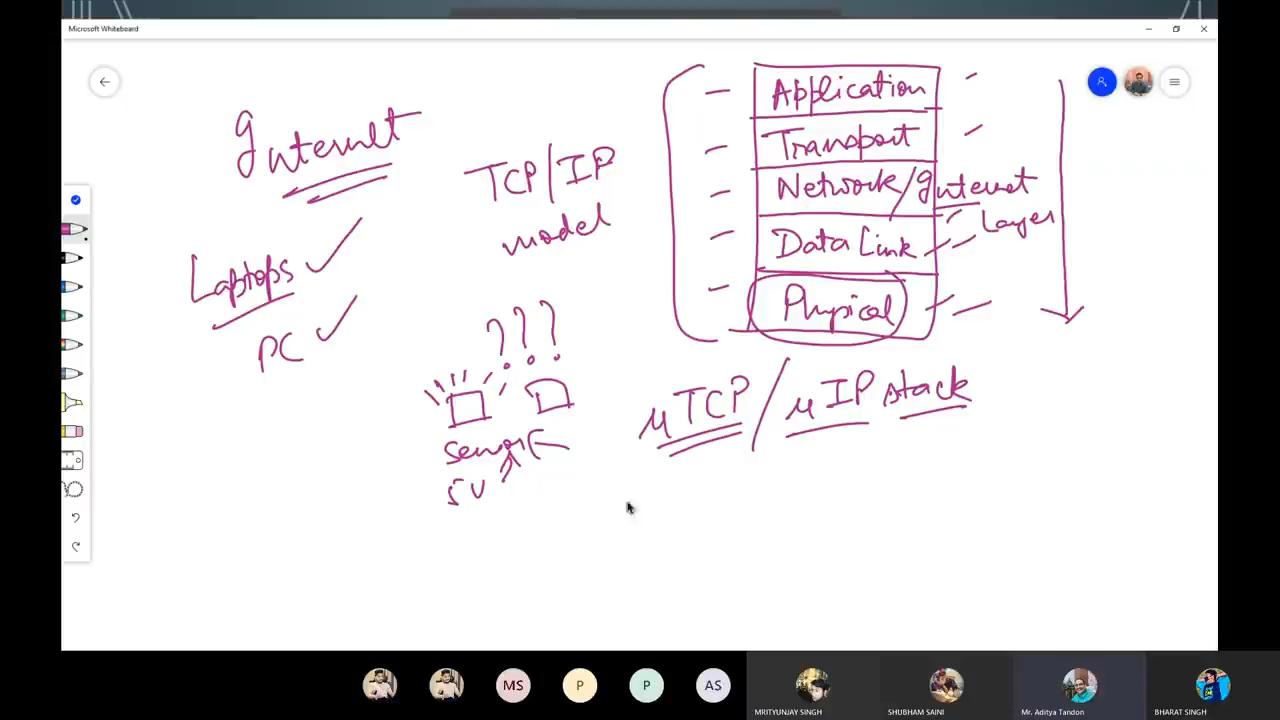 Microsoft Whiteboard
Internet
Laptops
PC
TCP/IP
model
Application
Transport
Network/Internet
Layer
Data Link
Physical
???
Sensor
5V
μTCP/μIP stack
MS
P
P
AS
MRITYUNJAY SINGH
SHUBHAM SAINI
Mr. Aditya Tandon
BHARAT SINGH